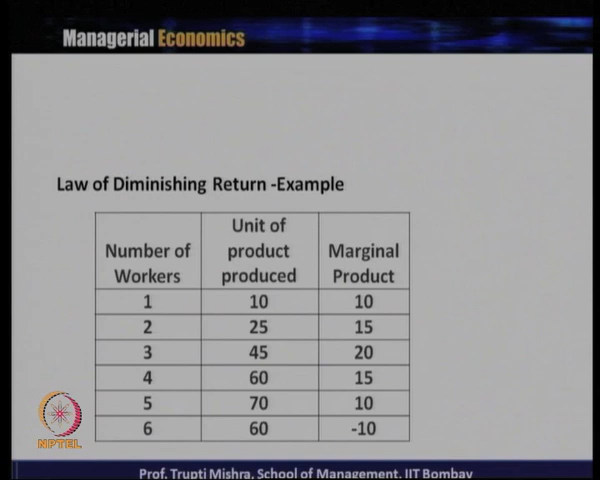 Managerial Economics
Law of Diminishing Return -Example
Number of Workers Unit of product produced Marginal Product
1 10 10
2 25 15
3 45 20
4 60 15
5 70 10
6 60 -10
NPTEL
Prof. Trupti Mishra, School of Management, IIT Bombay